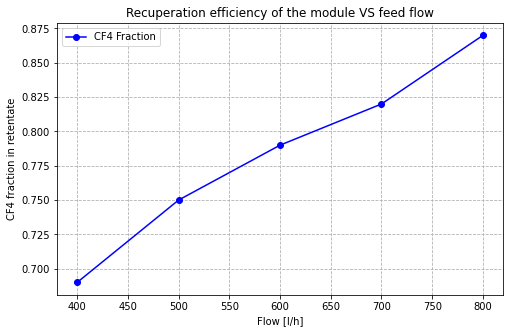 Recuperation efficiency of the module VS feed flow
CF4 Fraction
CF4 fraction in retentate
0.875
0.850
0.825
0.800
0.775
0.750
0.725
0.700
400 450 500 550 600 650 700 750 800
Flow [l/h]